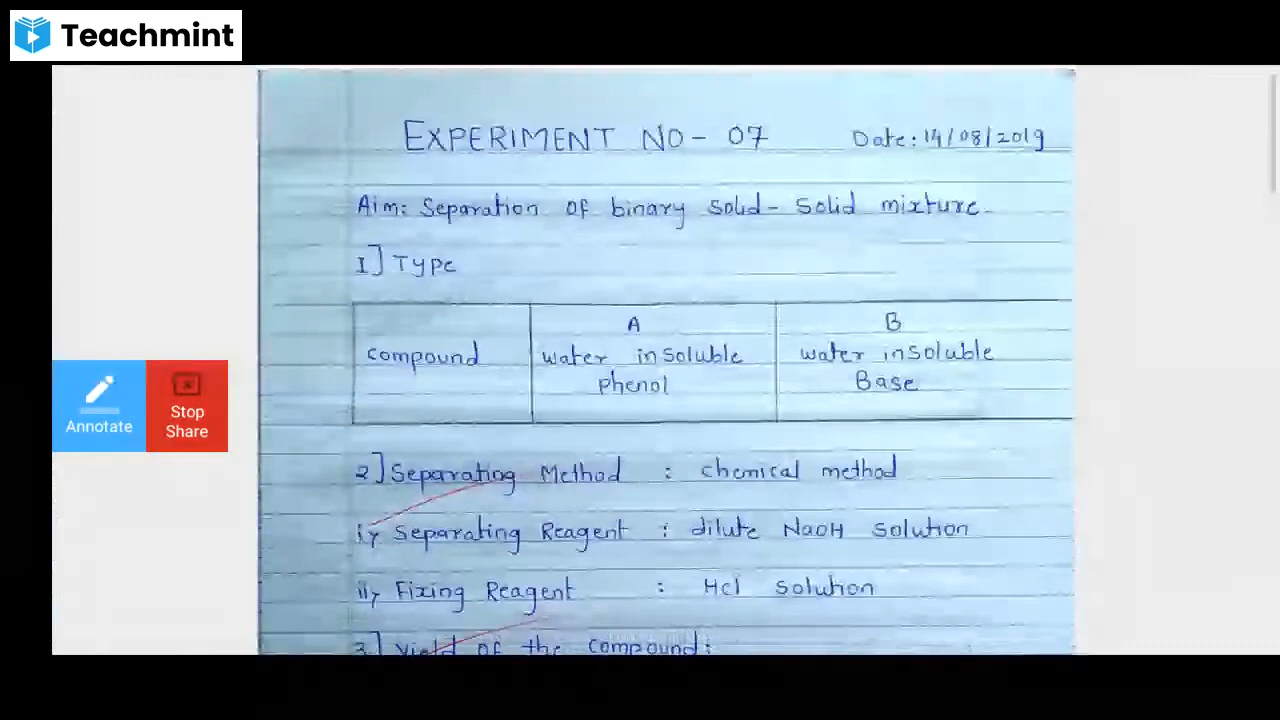 Teachmint
EXPERIMENT NO- 07 Date: 14/08/2019
Aim: Separation of binary solid- solid mixture.
1] Type
compound
A
water insoluble
phenol
B
water insoluble
Base
2] Separating Method : chemical method
i) Separating Reagent : dilute NaOH solution
ii) Fixing Reagent : Hcl solution
3] Yield of the compound:
Annotate
Stop
Share